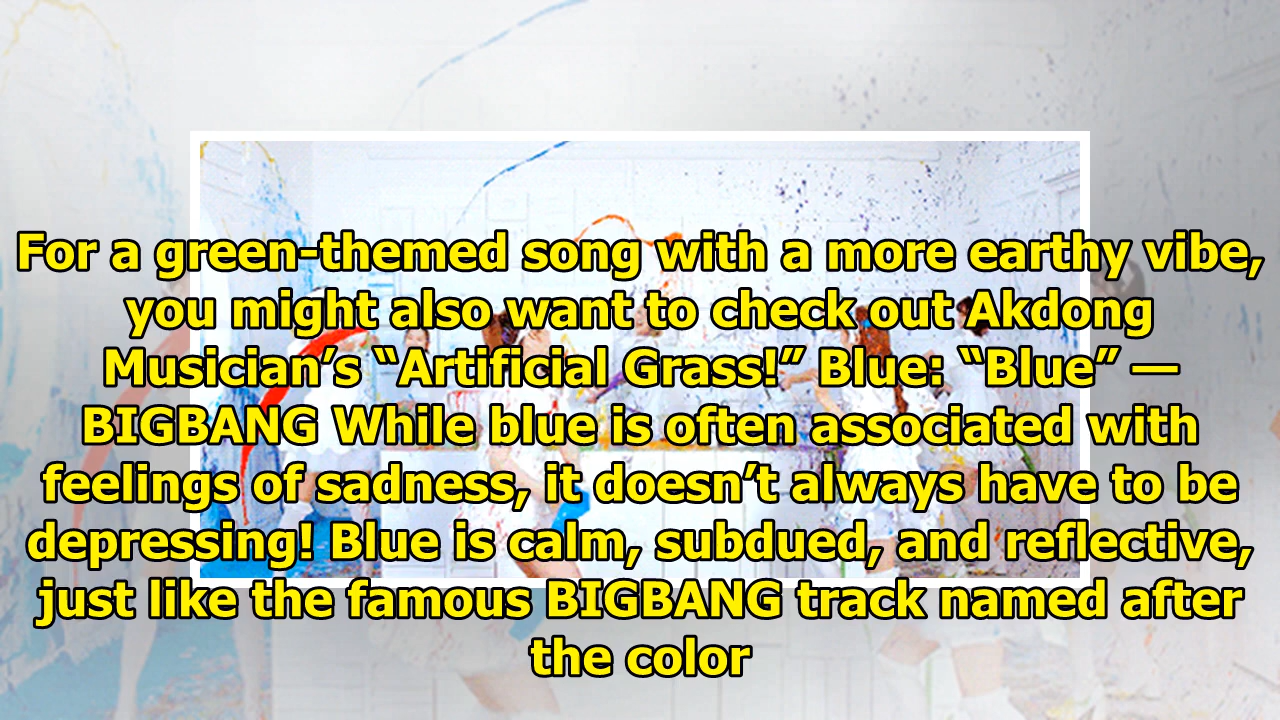 For a green-themed song with a more earthy vibe,
you might also want to check out Akdong
Musician’s “Artificial Grass!” Blue: “Blue” —
BIGBANG While blue is often associated with
feelings of sadness, it doesn’t always have to be
depressing! Blue is calm, subdued, and reflective,
just like the famous BIGBANG track named after
the color